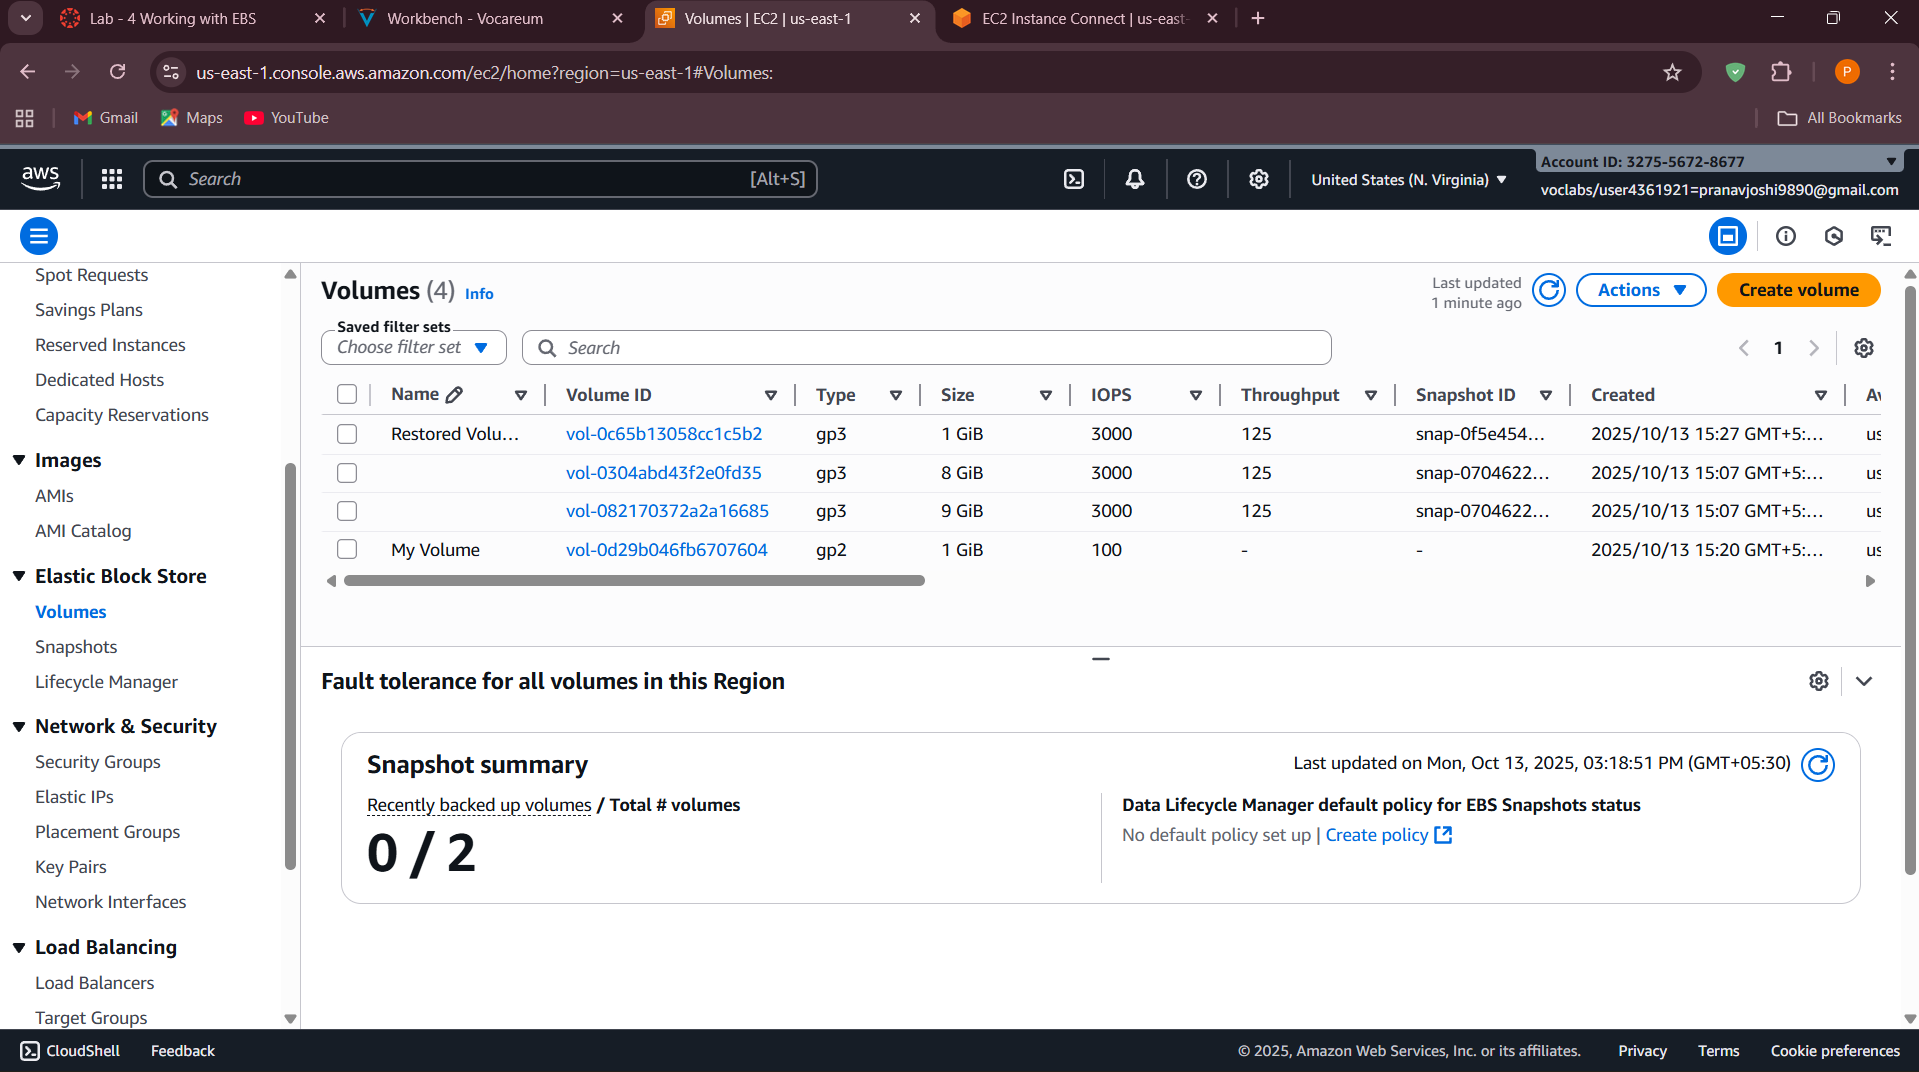 Lab - 4 Working with EBS
Workbench - Vocareum
Volumes | EC2 | us-east-1
EC2 Instance Connect | us-east-
us-east-1.console.aws.amazon.com/ec2/home?region=us-east-1#Volumes:
P
Gmail
Maps
YouTube
All Bookmarks
aws
Search
[Alt+S]
United States (N. Virginia)
Account ID: 3275-5672-8677
voclabs/user4361921=pranavjoshi9890@gmail.com
Spot Requests
Savings Plans
Reserved Instances
Dedicated Hosts
Capacity Reservations
Images
AMIs
AMI Catalog
Elastic Block Store
Volumes
Snapshots
Lifecycle Manager
Network & Security
Security Groups
Elastic IPs
Placement Groups
Key Pairs
Network Interfaces
Load Balancing
Load Balancers
Target Groups
Volumes (4) Info
Last updated
1 minute ago
Actions
Create volume
Saved filter sets
Choose filter set
Search
1
Name Volume ID Type Size IOPS Throughput Snapshot ID Created Av
Restored Volu... vol-0c65b13058cc1c5b2 gp3 1 GiB 3000 125 snap-0f5e454... 2025/10/13 15:27 GMT+5:... us
vol-0304abd43f2e0fd35 gp3 8 GiB 3000 125 snap-0704622... 2025/10/13 15:07 GMT+5:... us
vol-082170372a2a16685 gp3 9 GiB 3000 125 snap-0704622... 2025/10/13 15:07 GMT+5:... us
My Volume vol-0d29b046fb6707604 gp2 1 GiB 100 - - 2025/10/13 15:20 GMT+5:... us
Fault tolerance for all volumes in this Region
Snapshot summary
Last updated on Mon, Oct 13, 2025, 03:18:51 PM (GMT+05:30)
Recently backed up volumes / Total # volumes
0 / 2
Data Lifecycle Manager default policy for EBS Snapshots status
No default policy set up | Create policy
CloudShell
Feedback
© 2025, Amazon Web Services, Inc. or its affiliates.
Privacy
Terms
Cookie preferences